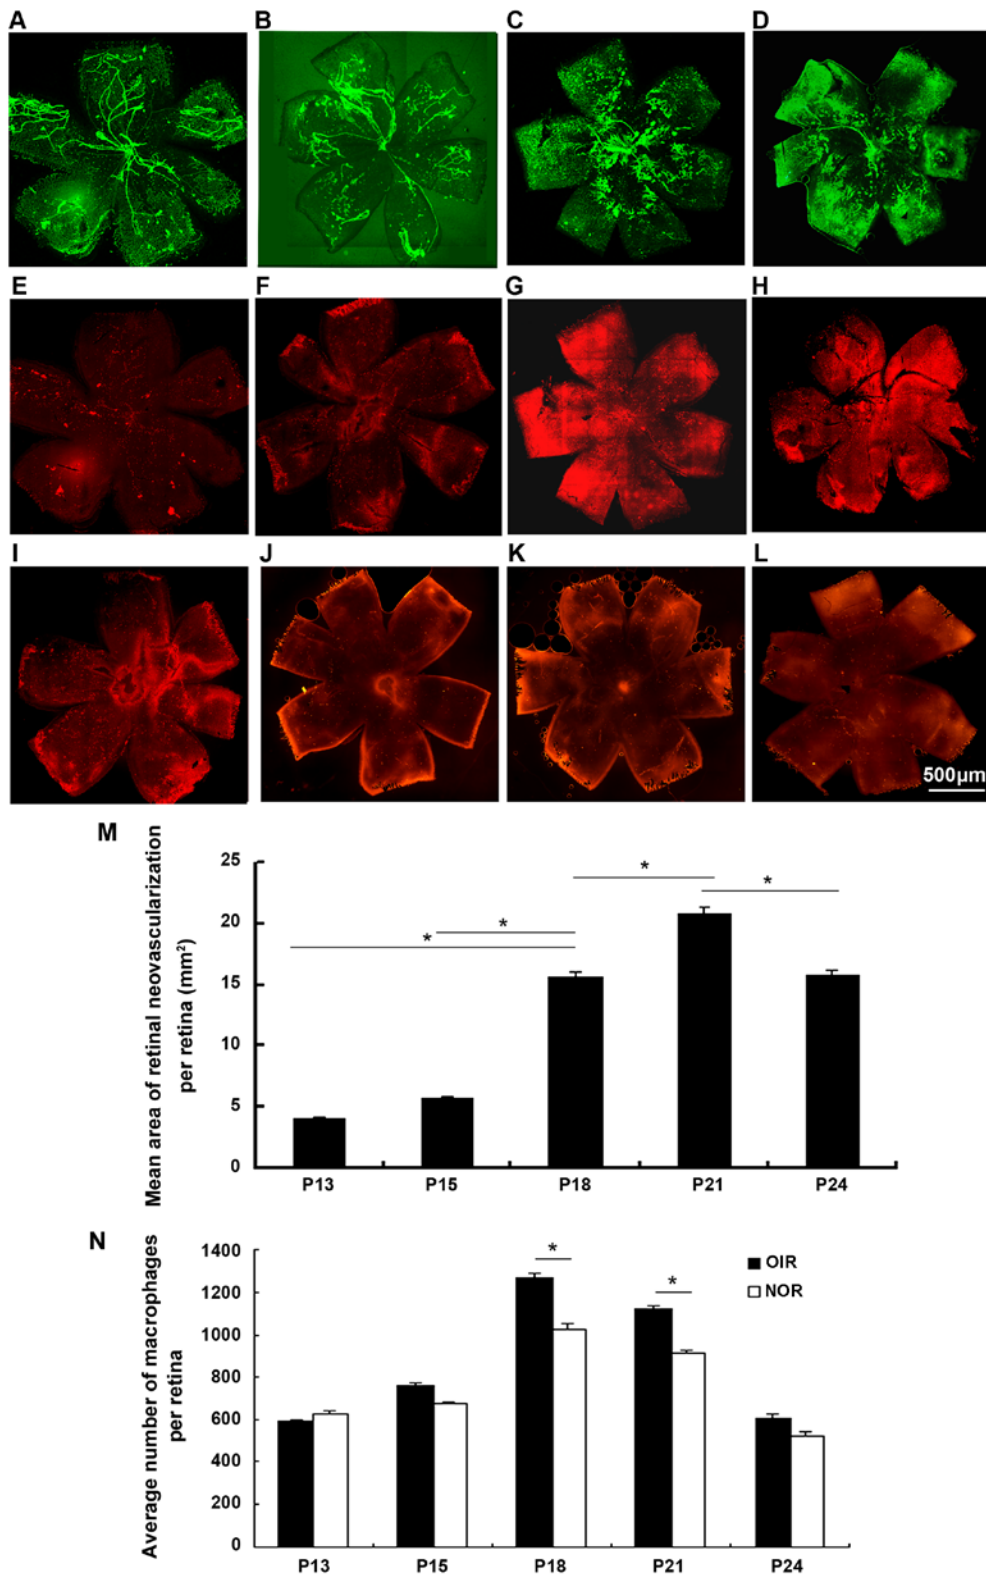 A B C D
E F G H
I J K L
500µm
M
Mean area of retinal neovascularization
per retina (mm²)
25
20
15
10
5
0
* * * *
P13 P15 P18 P21 P24
N
Average number of macrophages
per retina
1400
1200
1000
800
600
400
200
0
* *
OIR
NOR
P13 P15 P18 P21 P24